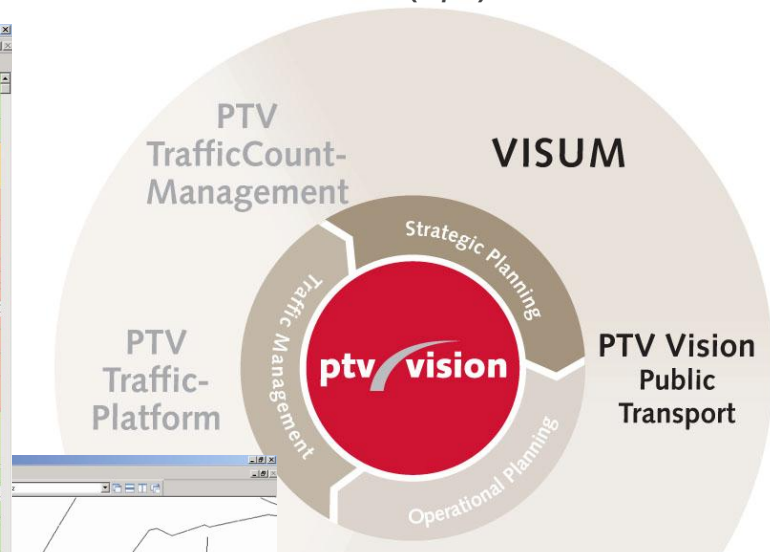 PTV
TrafficCount-
Management
VISUM
Strategic Planning
Traffic Management
ptv vision
PTV
Traffic-
Platform
PTV Vision
Public
Transport
Operational Planning